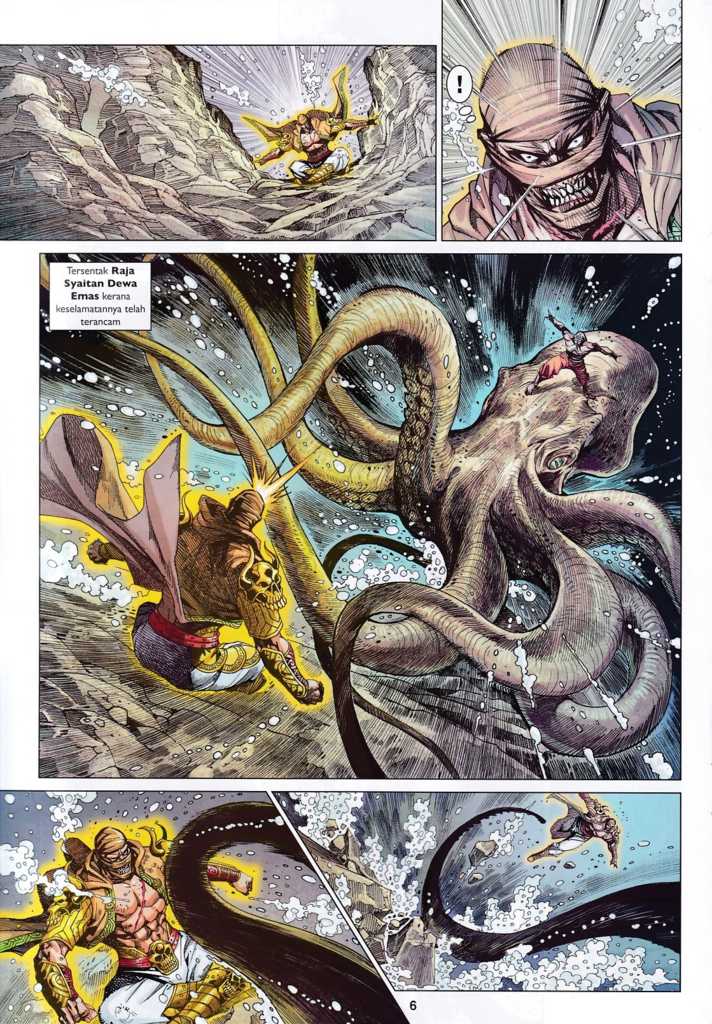 !
Tersentak Raja
Syaitan Dewa
Emas kerana
keselamatannya telah
terancam
6